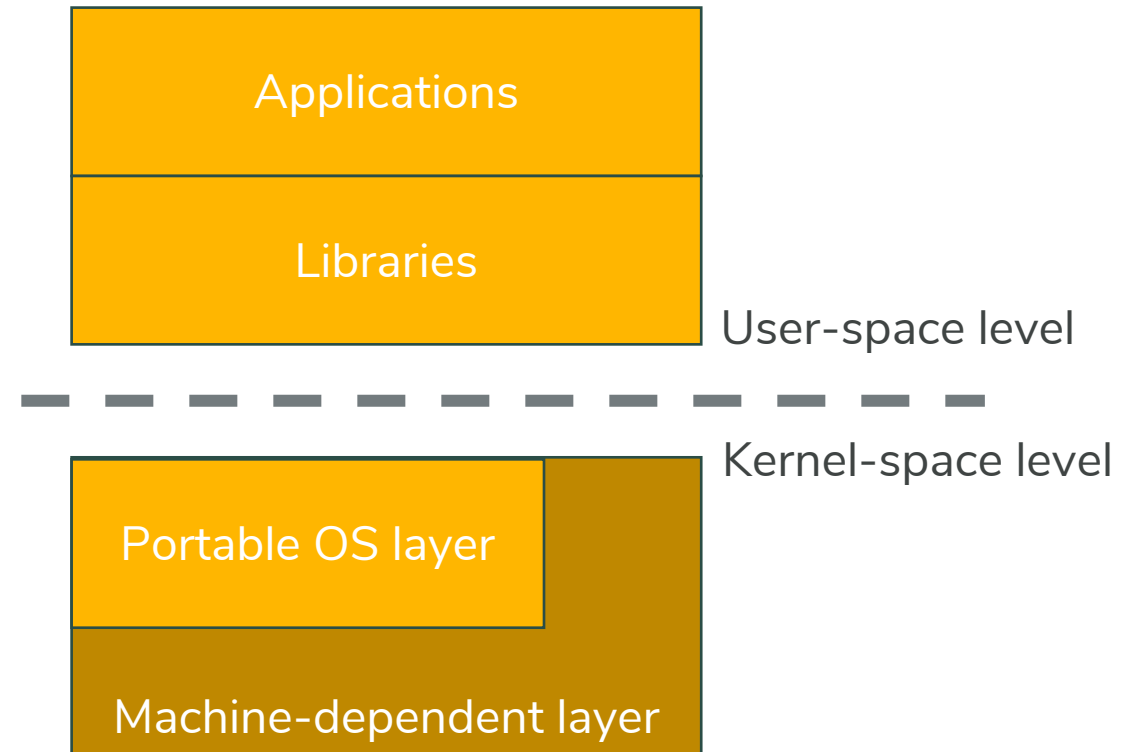 Applications
Libraries
User-space level
Kernel-space level
Portable OS layer
Machine-dependent layer